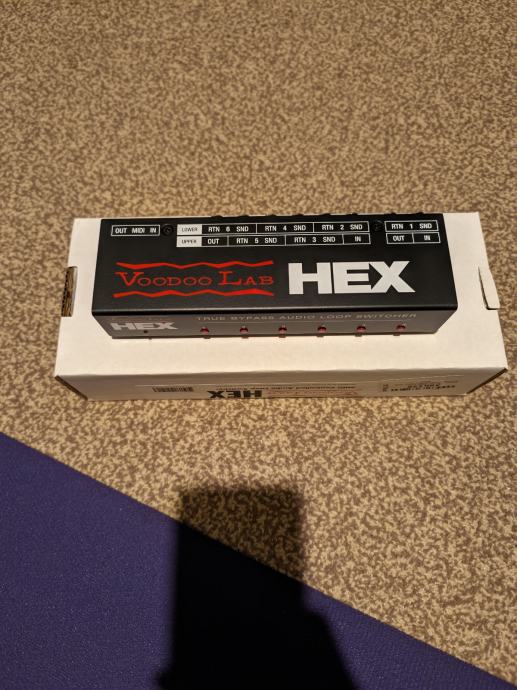 OUT MIDI IN LOWER RTN 6 SND RTN 4 SND RTN 2 SND RTN 1 SND
UPPER OUT RTN 5 SND RTN 3 SND IN OUT IN
VOODOO LAB HEX
HEX TRUE BYPASS AUDIO LOOP SWITCHER
HEX